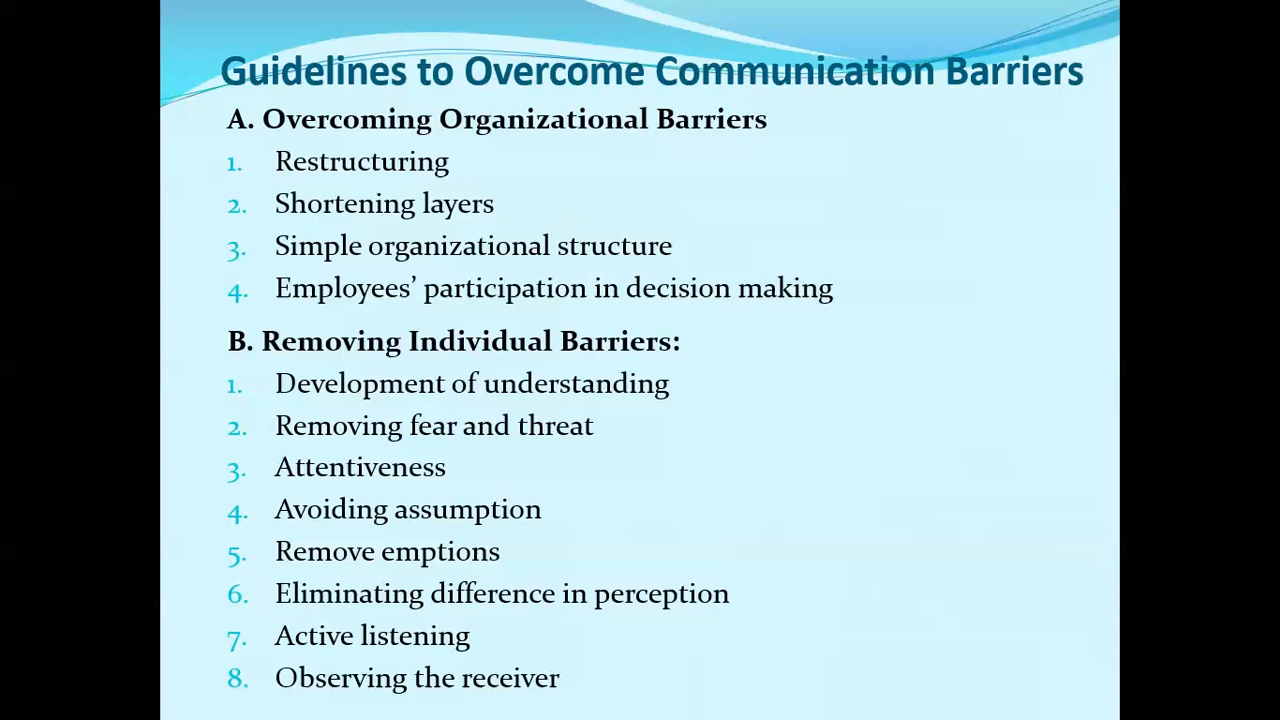 Guidelines to Overcome Communication Barriers
A. Overcoming Organizational Barriers
1. Restructuring
2. Shortening layers
3. Simple organizational structure
4. Employees’ participation in decision making
B. Removing Individual Barriers:
1. Development of understanding
2. Removing fear and threat
3. Attentiveness
4. Avoiding assumption
5. Remove emptions
6. Eliminating difference in perception
7. Active listening
8. Observing the receiver